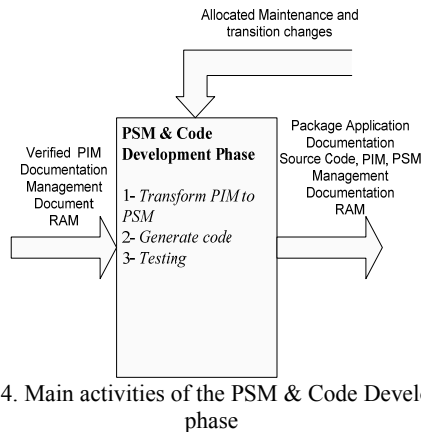 Allocated Maintenance and
transition changes
Verified PIM
Documentation
Management
Document
RAM
PSM & Code
Development Phase
1- Transform PIM to
PSM
2- Generate code
3- Testing
Package Application
Documentation
Source Code, PIM, PSM
Management
Documentation
RAM
4. Main activities of the PSM & Code Devel
phase